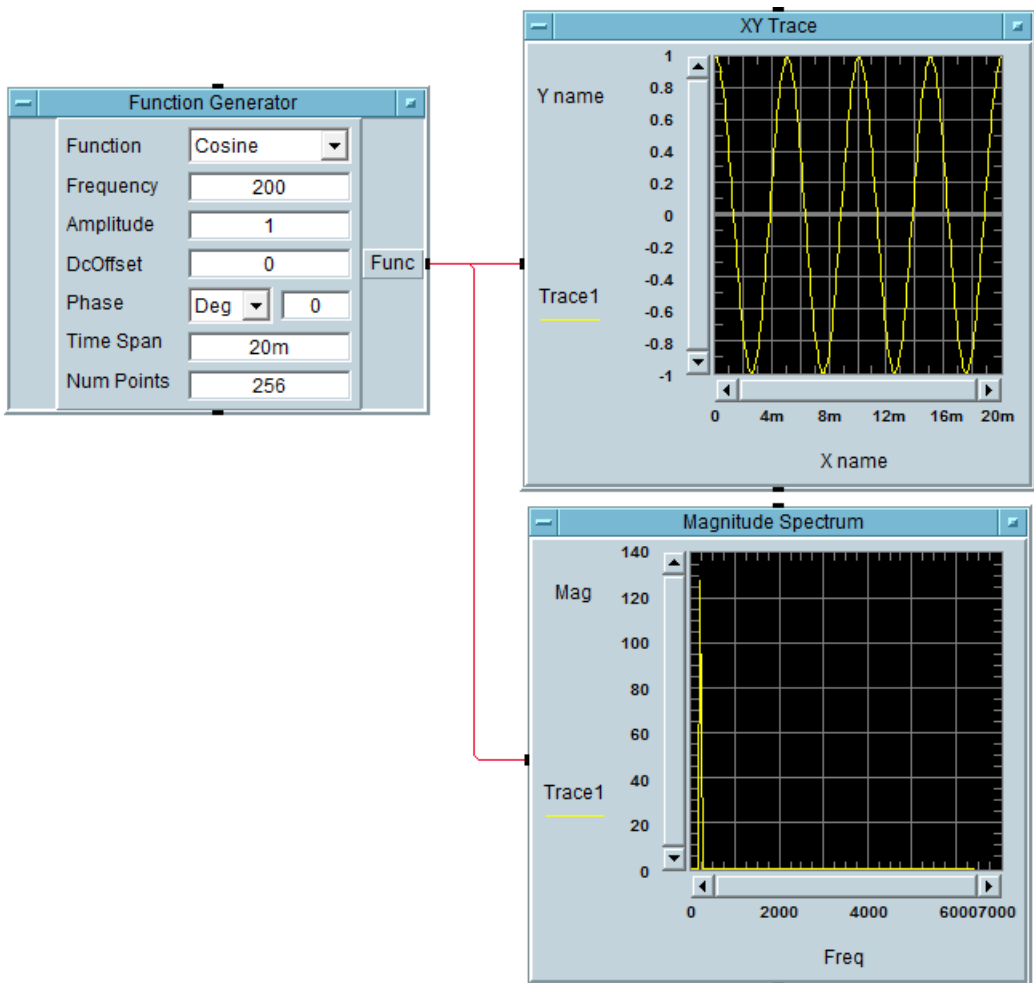 Function Generator
Function Cosine
Frequency 200
Amplitude 1
DcOffset 0
Phase Deg 0
Time Span 20m
Num Points 256
Func
XY Trace
Y name
Trace1
1
0.8
0.6
0.4
0.2
0
-0.2
-0.4
-0.6
-0.8
-1
0 4m 8m 12m 16m 20m
X name
Magnitude Spectrum
Mag
Trace1
140
120
100
80
60
40
20
0
0 2000 4000 60007000
Freq